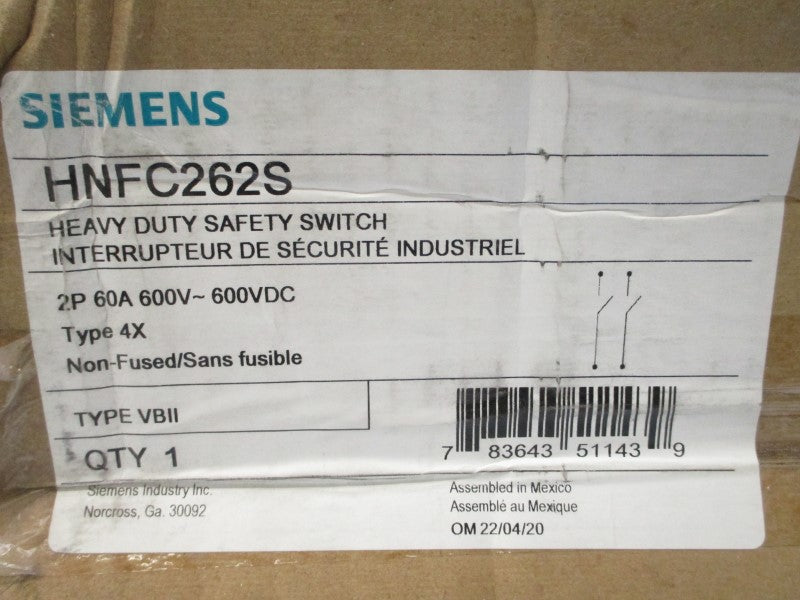 SIEMENS
HNFC262S
HEAVY DUTY SAFETY SWITCH
INTERRUPTEUR DE SÉCURITÉ INDUSTRIEL
2P 60A 600V~ 600VDC
Type 4X
Non-Fused/Sans fusible
TYPE VBII
QTY 1
7 83643 51143 9
Siemens Industry Inc.
Norcross, Ga. 30092
Assembled in Mexico
Assemblé au Mexique
OM 22/04/20